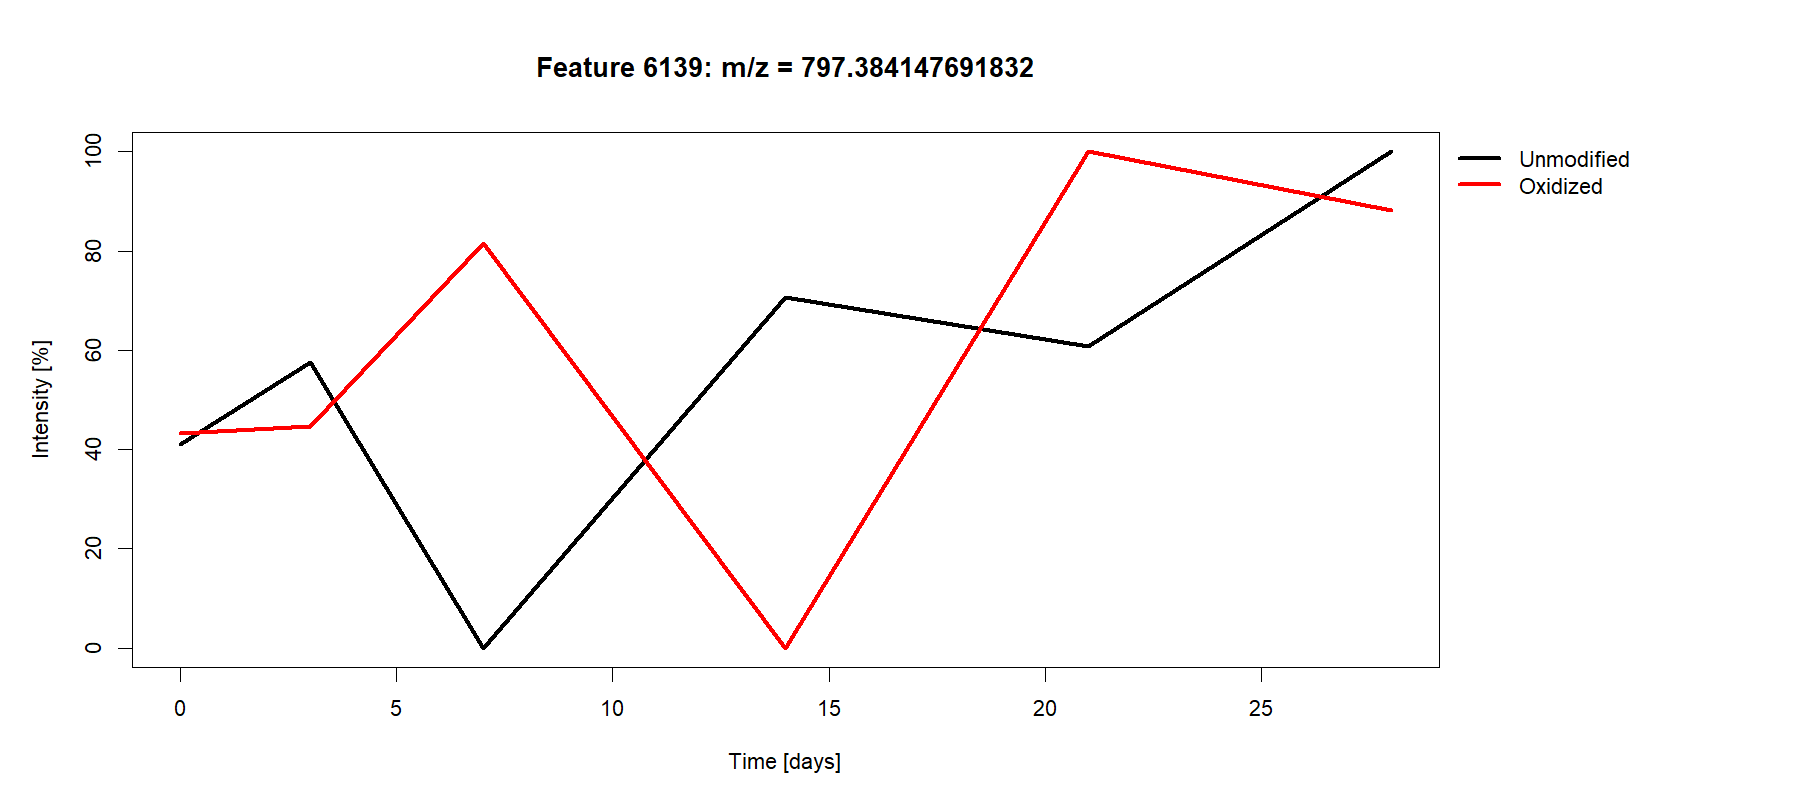 Feature 6139: m/z = 797.384147691832
Unmodified
Oxidized
Intensity [%]
100
80
60
40
20
0
0 5 10 15 20 25
Time [days]